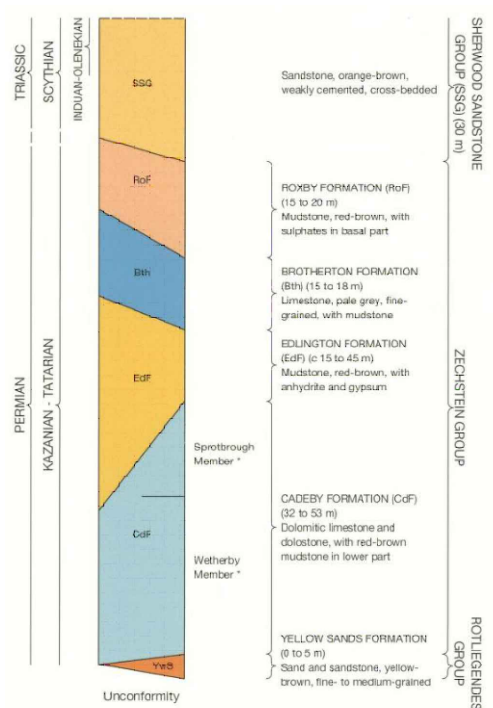 TRIASSIC
SCYTHIAN
INDUAN-OLENEKIAN
SSG
Sandstone, orange-brown,
weakly cemented, cross-bedded
SHERWOOD SANDSTONE
GROUP (SSG) (30 m)
PERMIAN
KAZANIAN - TATARIAN
RoF
ROXBY FORMATION (RoF)
(15 to 20 m)
Mudstone, red-brown, with
sulphates in basal part
Bth
BROTHERTON FORMATION
(Bth) (15 to 18 m)
Limestone, pale grey, fine-
grained, with mudstone
EdF
EDLINGTON FORMATION
(EdF) (c 15 to 45 m)
Mudstone, red-brown, with
anhydrite and gypsum
ZECHSTEIN GROUP
Sprotbrough
Member *
CdF
CADEBY FORMATION (CdF)
(32 to 53 m)
Dolomitic limestone and
dolostone, with red-brown
mudstone in lower part
Wetherby
Member *
YwS
YELLOW SANDS FORMATION
(0 to 5 m)
Sand and sandstone, yellow-
brown, fine- to medium-grained
ROTLIEGENDES
GROUP
Unconformity